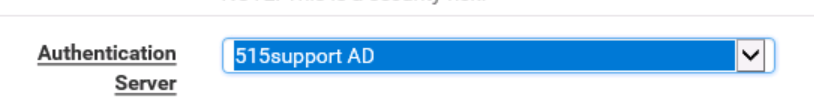 Authentication
Server
515support AD